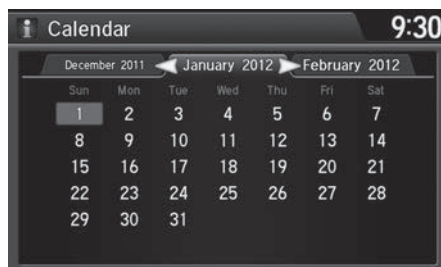 i Calendar 9:30
December 2011 January 2012 February 2012
Sun Mon Tue Wed Thu Fri Sat
1 2 3 4 5 6 7
8 9 10 11 12 13 14
15 16 17 18 19 20 21
22 23 24 25 26 27 28
29 30 31